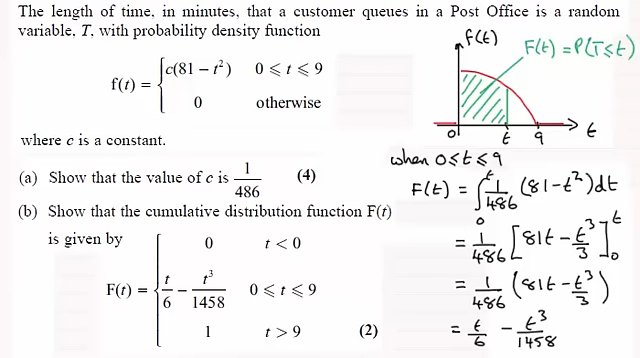 The length of time, in minutes, that a customer queues in a Post Office is a random
variable, T, with probability density function
f(t) = { c(81 – t²)   0 ⩽ t ⩽ 9
0   otherwise
where c is a constant.
(a) Show that the value of c is 1/486   (4)
(b) Show that the cumulative distribution function F(t)
is given by
0   t < 0
F(t) = { t/6 – t³/1458   0 ⩽ t ⩽ 9
1   t > 9   (2)
f(t)
F(t) = P(T⩽t)
0   t   9   t
when 0⩽t⩽9
F(t) = ∫₀ᵗ 1/486 (81–t²)dt
= 1/486 [81t – t³/3]₀ᵗ
= 1/486 (81t – t³/3)
= t/6 – t³/1458